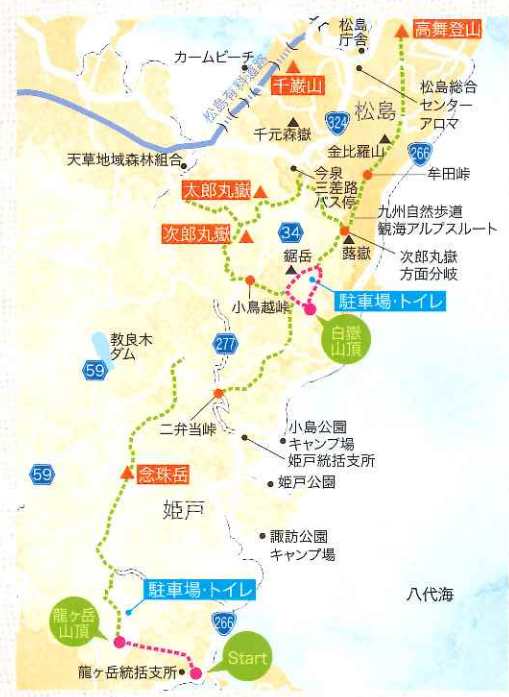 高舞登山
松島
庁舎
カームビーチ
千巌山
松島有料道路
松島総合
センター
アロマ
松島
324
千元森嶽
金比羅山
266
天草地域森林組合
今泉
三差路
バス停
牟田峠
太郎丸嶽
九州自然歩道
観海アルプスルート
次郎丸嶽
34
蕗嶽
次郎丸嶽
方面分岐
鋸岳
小鳥越峠
駐車場・トイレ
白嶽
山頂
教良木
ダム
277
59
二弁当峠
小島公園
キャンプ場
姫戸統括支所
59
念珠岳
姫戸公園
姫戸
諏訪公園
キャンプ場
駐車場・トイレ
八代海
龍ヶ岳
山頂
266
Start
龍ヶ岳統括支所